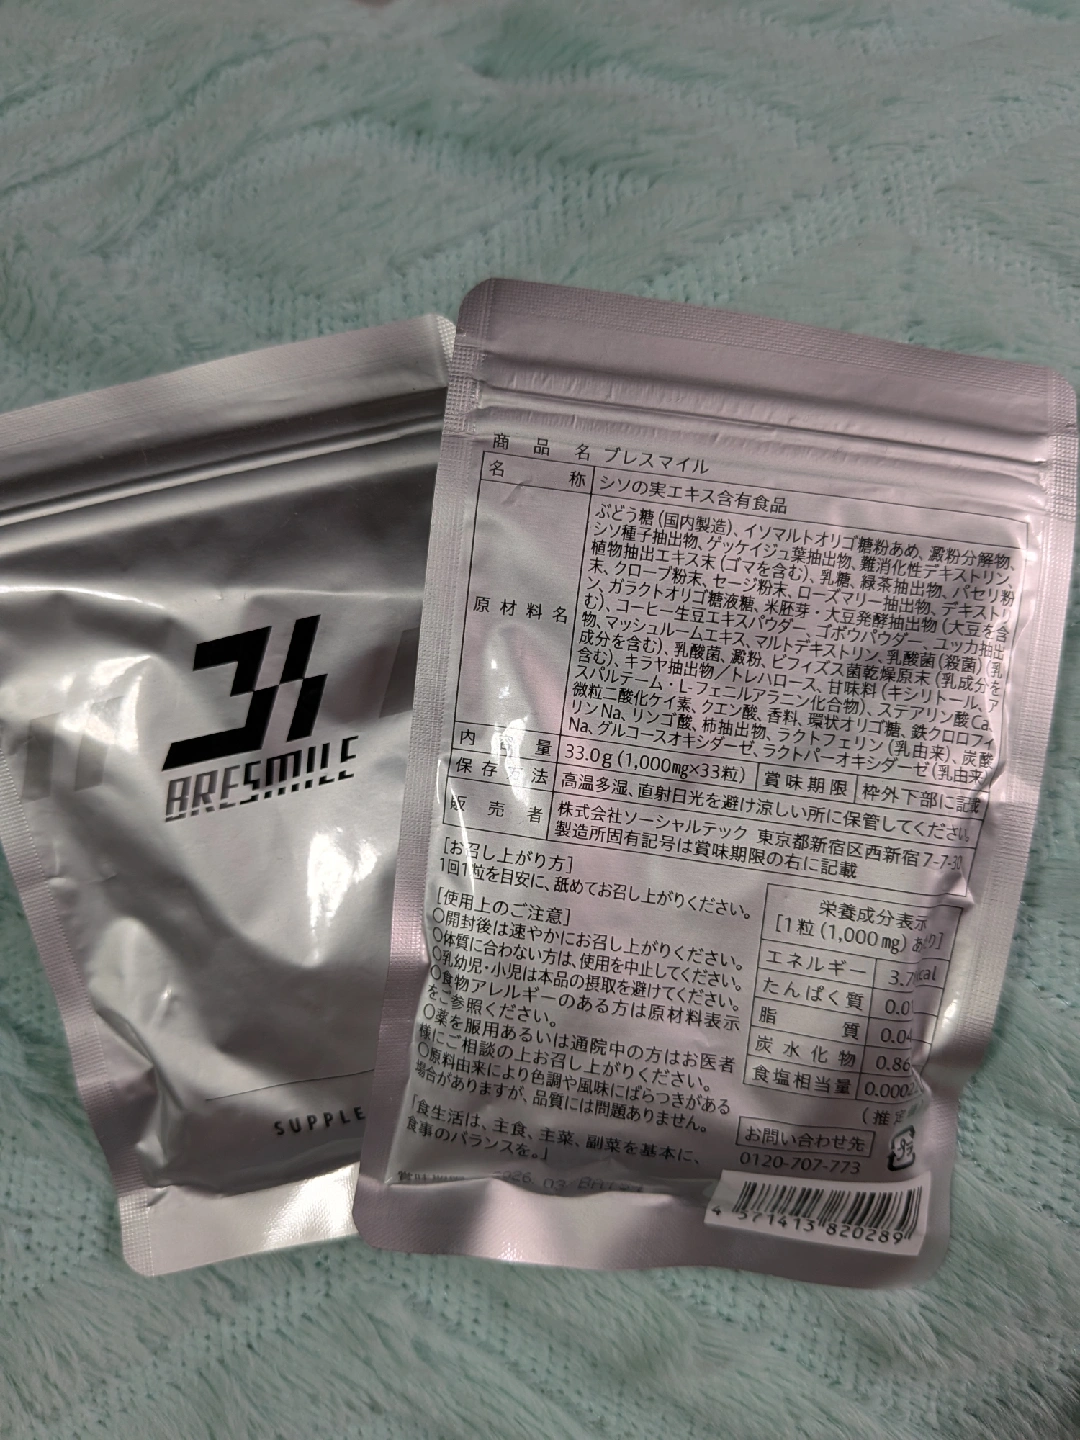 BRESMILE
SUPPLE
商品名 ブレスマイル
名称 シソの実エキス含有食品
原材料名
ぶどう糖(国内製造)、イソマルトオリゴ糖粉あめ、澱粉分解物、
シソ種子抽出物、ゲッケイジュ葉抽出物、難消化性デキストリン、
植物抽出エキス末(ゴマを含む)、乳糖、緑茶抽出物、パセリ粉
末、クローブ粉末、セージ粉末、ローズマリー抽出物、デキストリ
ン、ガラクトオリゴ糖液糖、米胚芽・大豆発酵抽出物(大豆を含
む)、コーヒー生豆エキスパウダー、ゴボウパウダー、ユッカ抽出
物、マッシュルームエキス、マルトデキストリン、乳酸菌(殺菌)(乳
成分を含む)、乳酸菌、澱粉、ビフィズス菌乾燥原末(乳成分を
含む)、キラヤ抽出物/トレハロース、甘味料(キシリトール、ア
スパルテーム・L-フェニルアラニン化合物)、ステアリン酸Ca、
微粒二酸化ケイ素、クエン酸、香料、環状オリゴ糖、鉄クロロフィ
リンNa、リンゴ酸、柿抽出物、ラクトフェリン(乳由来)、炭酸
Na、グルコースオキシダーゼ、ラクトパーオキシダーゼ(乳由来)
内容量 33.0g(1,000mg×33粒) 賞味期限 枠外下部に記載
保存方法 高温多湿、直射日光を避け涼しい所に保管してください。
販売者 株式会社ソーシャルテック 東京都新宿区西新宿7-7-30
製造所固有記号は賞味期限の右に記載
[お召し上がり方]
1回1粒を目安に、舐めてお召し上がりください。
[使用上のご注意]
○開封後は速やかにお召し上がりください。
○体質に合わない方は、使用を中止してください。
○乳幼児・小児は本品の摂取を避けてください。
○食物アレルギーのある方は原材料表示
をご参照ください。
○薬を服用あるいは通院中の方はお医者
様にご相談の上お召し上がりください。
○原料由来により色調や風味にばらつきがある
場合がありますが、品質には問題ありません。
「食生活は、主食、主菜、副菜を基本に、
食事のバランスを。」
栄養成分表示
[1粒(1,000mg)あたり]
エネルギー 3.7kcal
たんぱく質 0.0
脂質 0.04
炭水化物 0.86
食塩相当量 0.0002
(推定
お問い合わせ先
0120-707-773
賞味期限 2026.03
4 571413 820289